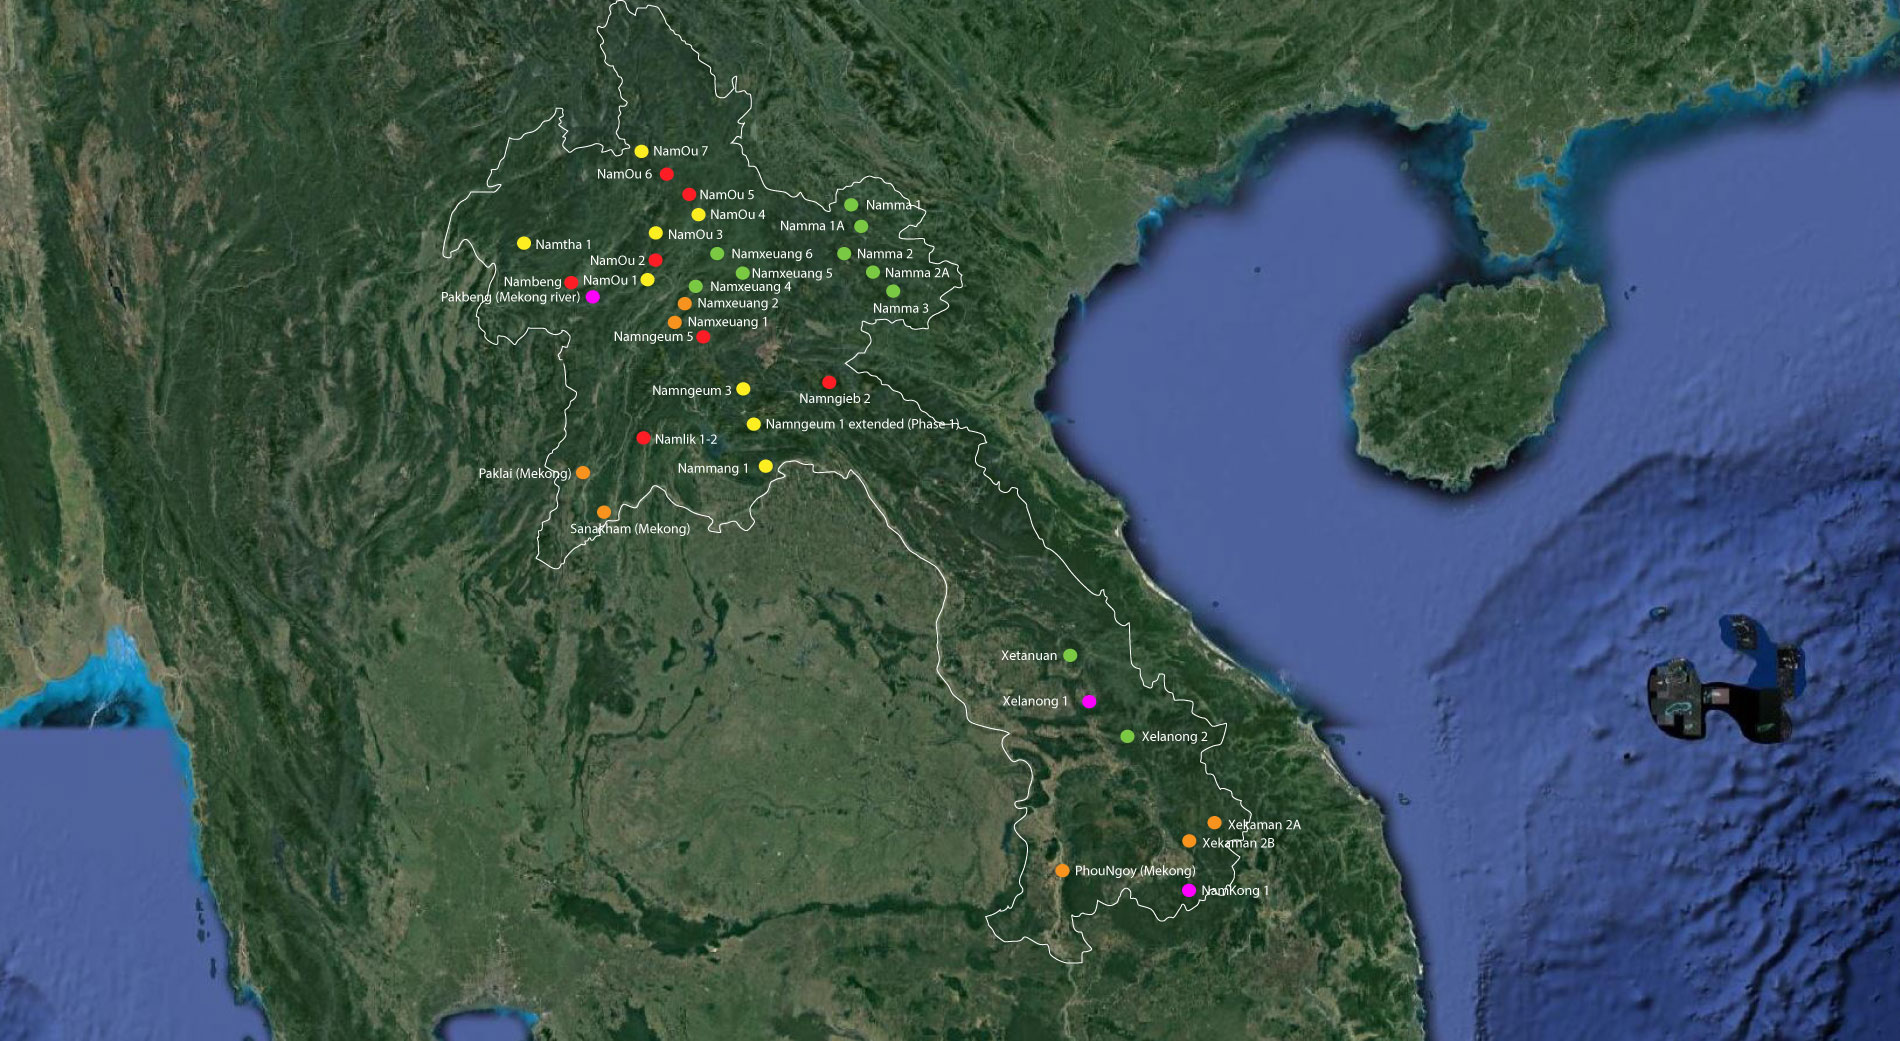 NamOu 7
NamOu 6
NamOu 5
Namma 1
NamOu 4
Namma 1A
NamOu 3
Namtha 1
Namxeuang 6
Namma 2
NamOu 2
Namxeuang 5
Namma 2A
Nambeng
NamOu 1
Namxeuang 4
Pakbeng (Mekong river)
Namxeuang 2
Namma 3
Namxeuang 1
Namngeum 5
Namngeum 3
Namngieb 2
Namngeum 1 extended (Phase 1)
Namlik 1-2
Nammang 1
Paklai (Mekong)
Sanakham (Mekong)
Xetanuan
Xelanong 1
Xelanong 2
Xekaman 2A
Xekaman 2B
PhouNgoy (Mekong)
NamKong 1